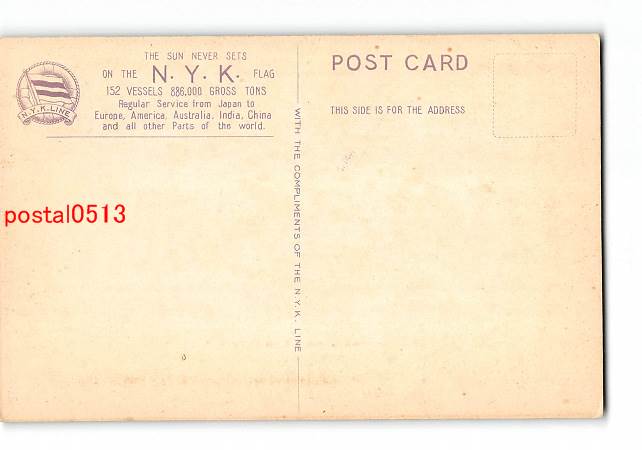 THE SUN NEVER SETS
ON THE N.Y.K. FLAG
152 VESSELS 886,000 GROSS TONS
Regular Service from Japan to
Europe, America, Australia, India, China
and all other Parts of the world.
N.Y.K.LINE
WITH THE COMPLIMENTS OF THE N.Y.K. LINE
POST CARD
THIS SIDE IS FOR THE ADDRESS
postal0513